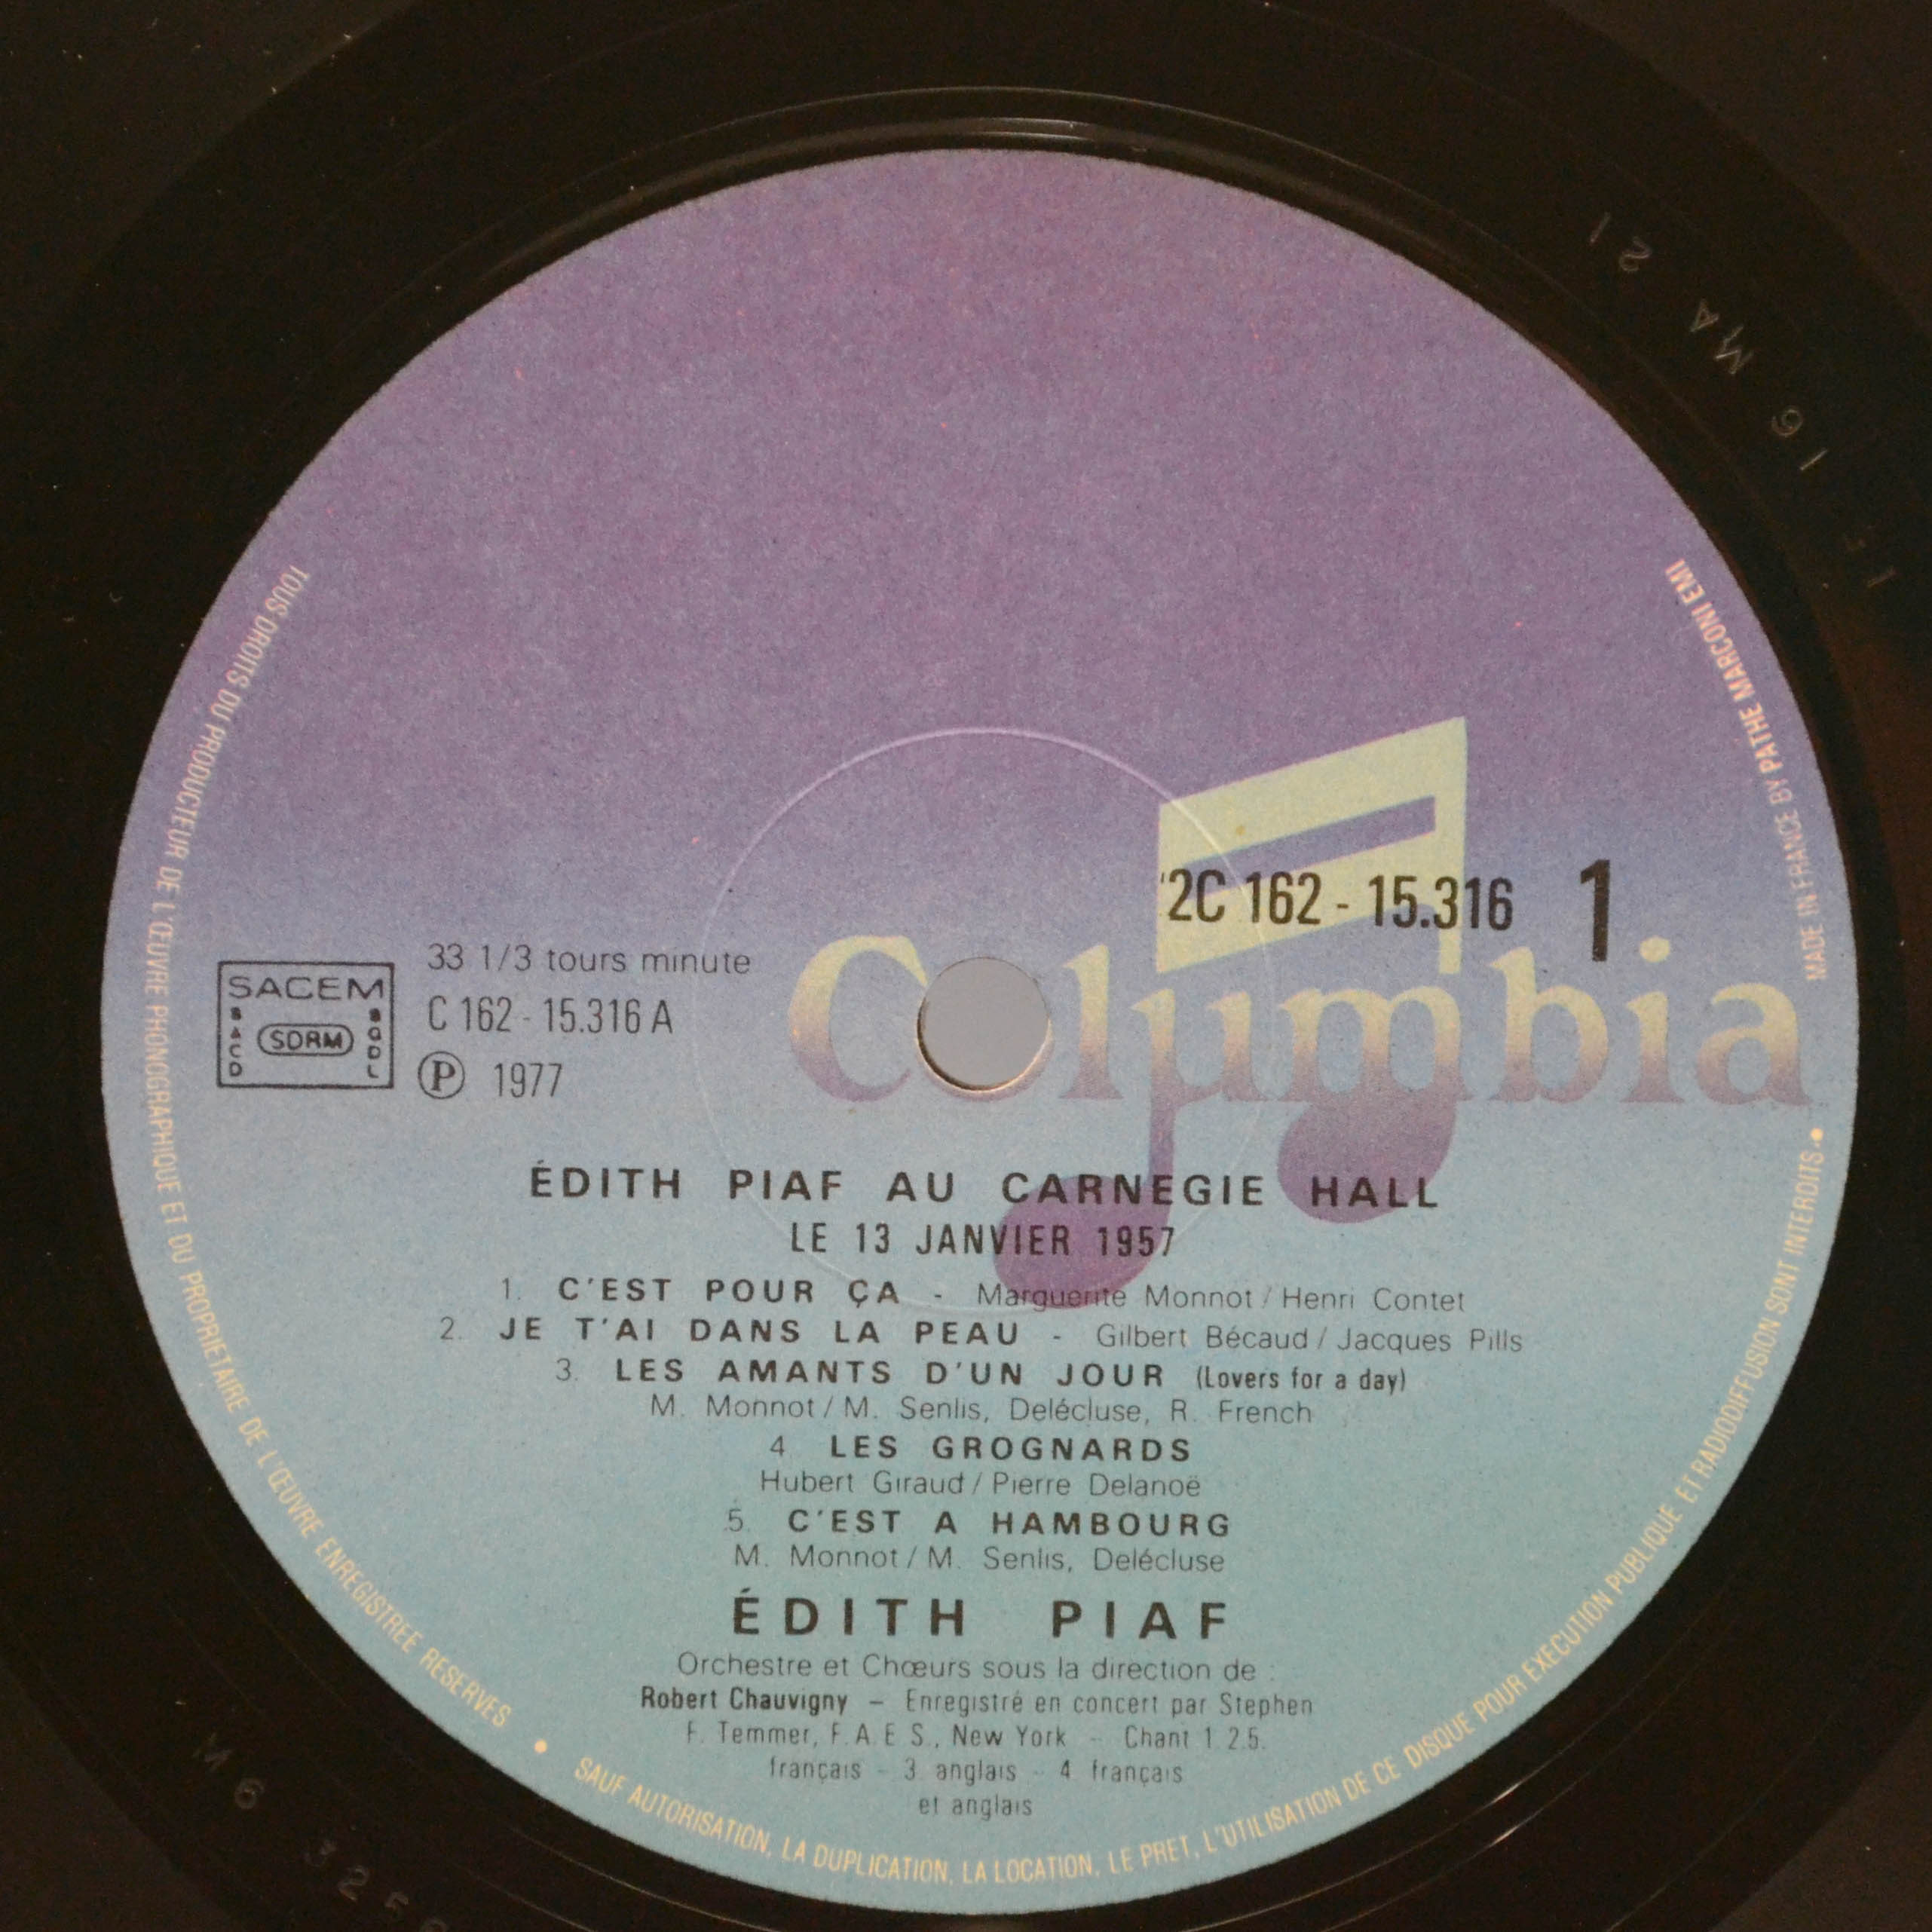 2C 162 - 15.316 1
Columbia
33 1/3 tours minute
C 162 - 15.316 A
Ⓟ 1977
SACEM
SACD
SDRM
SGDL
ÉDITH PIAF AU CARNEGIE HALL
LE 13 JANVIER 1957
1. C'EST POUR ÇA - Marguerite Monnot / Henri Contet
2. JE T'AI DANS LA PEAU - Gilbert Bécaud / Jacques Pills
3. LES AMANTS D'UN JOUR (Lovers for a day)
M. Monnot / M. Senlis, Delécluse, R. French
4 LES GROGNARDS
Hubert Giraud / Pierre Delanoë
5. C'EST A HAMBOURG
M. Monnot / M. Senlis, Delécluse
ÉDITH PIAF
Orchestre et Chœurs sous la direction de :
Robert Chauvigny – Enregistré en concert par Stephen
F. Temmer, F.A.E.S., New York - Chant 1.2.5.
français - 3 anglais - 4 français
et anglais
TOUS DROITS DU PRODUCTEUR DE L'ŒUVRE PHONOGRAPHIQUE ET DU PROPRIETAIRE DE L'ŒUVRE ENREGISTREE RESERVES • SAUF AUTORISATION, LA DUPLICATION, LA LOCATION, LE PRET, L'UTILISATION DE CE DISQUE POUR EXECUTION PUBLIQUE ET RADIODIFFUSION SONT INTERDITS •
MADE IN FRANCE BY PATHE MARCONI EMI
M6